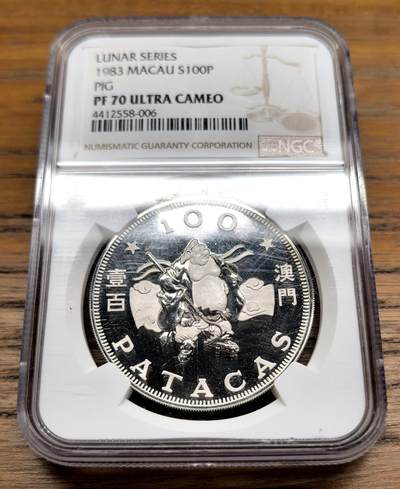 LUNAR SERIES
1983 MACAU S100P
PIG
PF 70 ULTRA CAMEO
4412558-006
NUMISMATIC GUARANTY CORPORATION
NGC
100
壹百
澳門
PATACAS